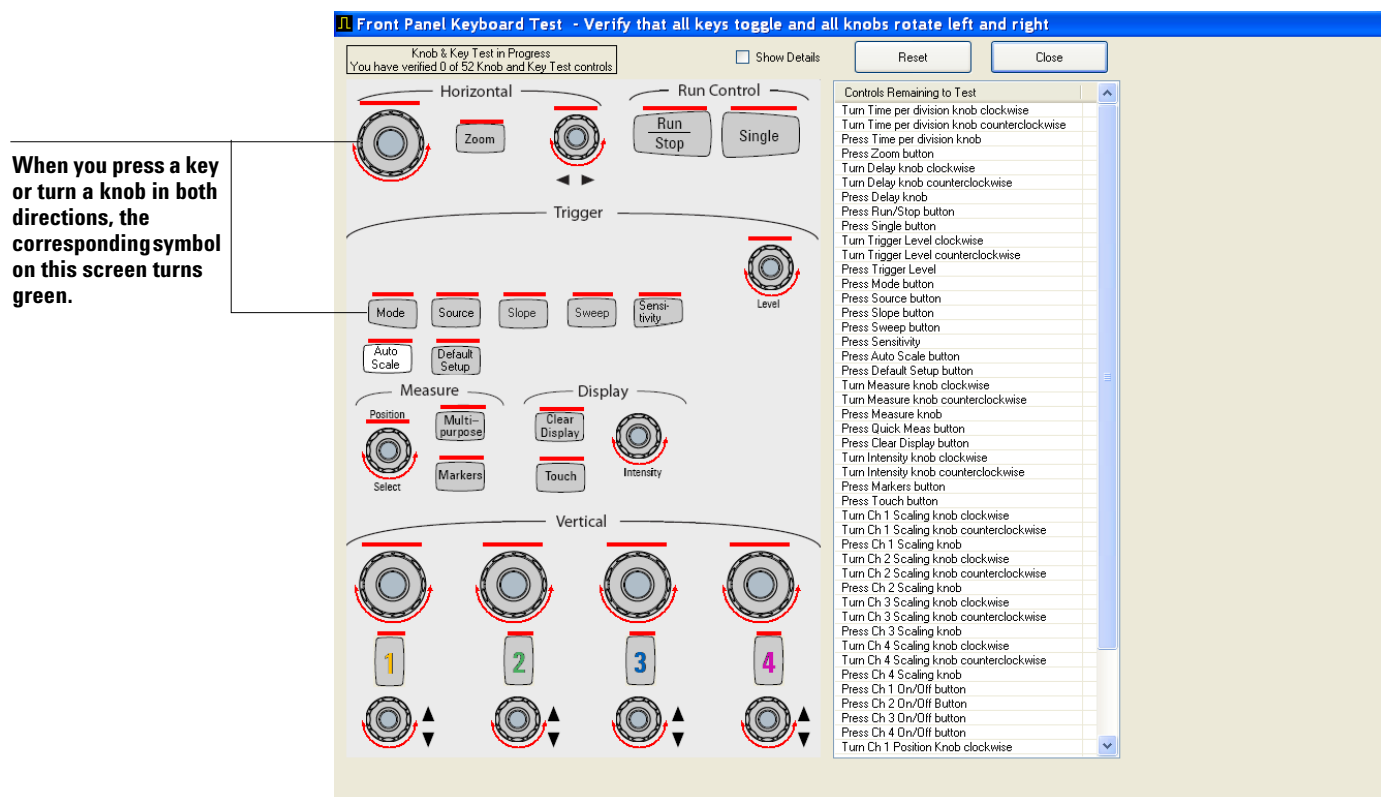 Front Panel Keyboard Test - Verify that all keys toggle and all knobs rotate left and right
Knob & Key Test in Progress
You have verified 0 of 52 Knob and Key Test controls
Show Details
Reset
Close
When you press a key
or turn a knob in both
directions, the
corresponding symbol
on this screen turns
green.
Horizontal
Run Control
Zoom
Run
Stop
Single
Trigger
Level
Mode
Source
Slope
Sweep
Sensi-
tivity
Auto
Scale
Default
Setup
Measure
Display
Position
Multi-
purpose
Clear
Display
Select
Markers
Touch
Intensity
Vertical
1
2
3
4
Controls Remaining to Test
Turn Time per division knob clockwise
Turn Time per division knob counterclockwise
Press Time per division knob
Press Zoom button
Turn Delay knob clockwise
Turn Delay knob counterclockwise
Press Delay knob
Press Run/Stop button
Press Single button
Turn Trigger Level clockwise
Turn Trigger Level counterclockwise
Press Trigger Level
Press Mode button
Press Source button
Press Slope button
Press Sweep button
Press Sensitivity
Press Auto Scale button
Press Default Setup button
Turn Measure knob clockwise
Turn Measure knob counterclockwise
Press Measure knob
Press Quick Meas button
Press Clear Display button
Turn Intensity knob clockwise
Turn Intensity knob counterclockwise
Press Markers button
Press Touch button
Turn Ch 1 Scaling knob clockwise
Turn Ch 1 Scaling knob counterclockwise
Press Ch 1 Scaling knob
Turn Ch 2 Scaling knob clockwise
Turn Ch 2 Scaling knob counterclockwise
Press Ch 2 Scaling knob
Turn Ch 3 Scaling knob clockwise
Turn Ch 3 Scaling knob counterclockwise
Press Ch 3 Scaling knob
Turn Ch 4 Scaling knob clockwise
Turn Ch 4 Scaling knob counterclockwise
Press Ch 4 Scaling knob
Press Ch 1 On/Off button
Press Ch 2 On/Off Button
Press Ch 3 On/Off button
Press Ch 4 On/Off button
Turn Ch 1 Position Knob clockwise